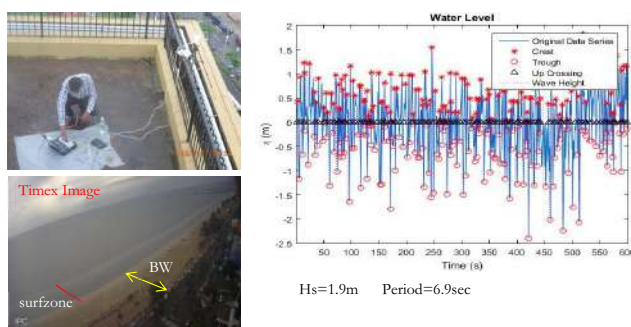 Timex Image
BW
surfzone
Water Level
Original Data Series
Crest
Trough
Up Crossing
Wave Height
z (m)
2
1.5
1
0.5
0
-0.5
-1
-1.5
-2
-2.5
50 100 150 200 250 300 350 400 450 500 550 600
Time (s)
Hs=1.9m Period=6.9sec